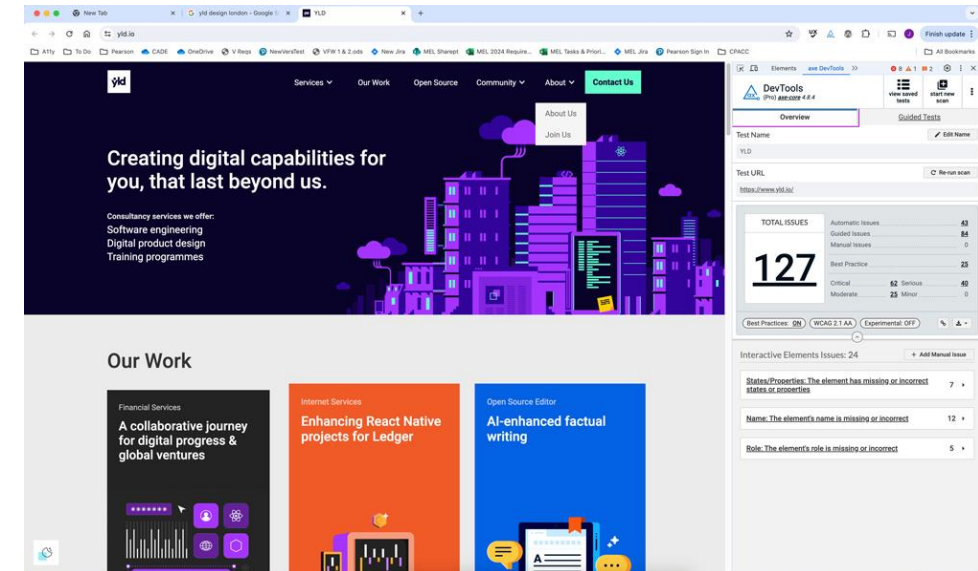 New Tab
yld design london - Google S
YLD
yld.io
Finish update
A11y
To Do
Pearson
CADE
OneDrive
V Reqs
NewVersTest
VFW 1 & 2.ods
New Jira
MEL Sharept
MEL 2024 Require...
MEL Tasks & Priori...
MEL Jira
Pearson Sign In
CPACC
All Bookmarks
ÿld
Services
Our Work
Open Source
Community
About
Contact Us
About Us
Join Us
Creating digital capabilities for
you, that last beyond us.
Consultancy services we offer:
Software engineering
Digital product design
Training programmes
Our Work
Financial Services
A collaborative journey
for digital progress &
global ventures
Internet Services
Enhancing React Native
projects for Ledger
Open Source Editor
AI-enhanced factual
writing
Elements
axe DevTools
8
1
2
DevTools
(Pro) axe-core 4.8.4
view saved
tests
start new
scan
Overview
Guided Tests
Test Name
Edit Name
YLD
Test URL
Re-run scan
https://www.yld.io/
TOTAL ISSUES
127
Automatic Issues 43
Guided Issues 84
Manual Issues 0
Best Practice 25
Critical 62 Serious 40
Moderate 25 Minor 0
Best Practices: ON
WCAG 2.1 AA
Experimental: OFF
Interactive Elements Issues: 24
+ Add Manual Issue
States/Properties: The element has missing or incorrect
states or properties
7
Name: The element's name is missing or incorrect 12
Role: The element's role is missing or incorrect 5